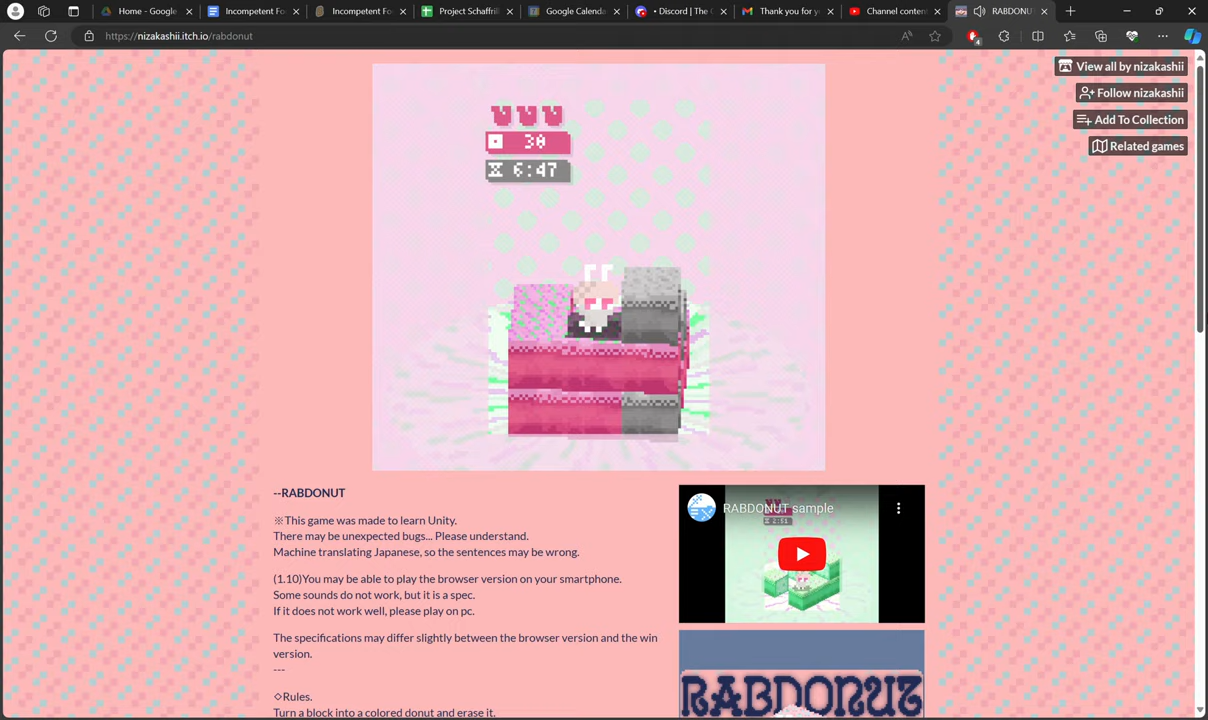 Home - Google
Incompetent Fo
Incompetent Fo
Project Schaffril
Google Calenda
• Discord | The C
Thank you for y
Channel content
RABDONU
https://nizakashii.itch.io/rabdonut
4
View all by nizakashii
Follow nizakashii
Add To Collection
Related games
30
6:47
--RABDONUT
※This game was made to learn Unity.
There may be unexpected bugs... Please understand.
Machine translating Japanese, so the sentences may be wrong.
(1.10)You may be able to play the browser version on your smartphone.
Some sounds do not work, but it is a spec.
If it does not work well, please play on pc.
The specifications may differ slightly between the browser version and the win
version.
---
◇Rules.
Turn a block into a colored donut and erase it.
RABDONUT sample
RABDONUT